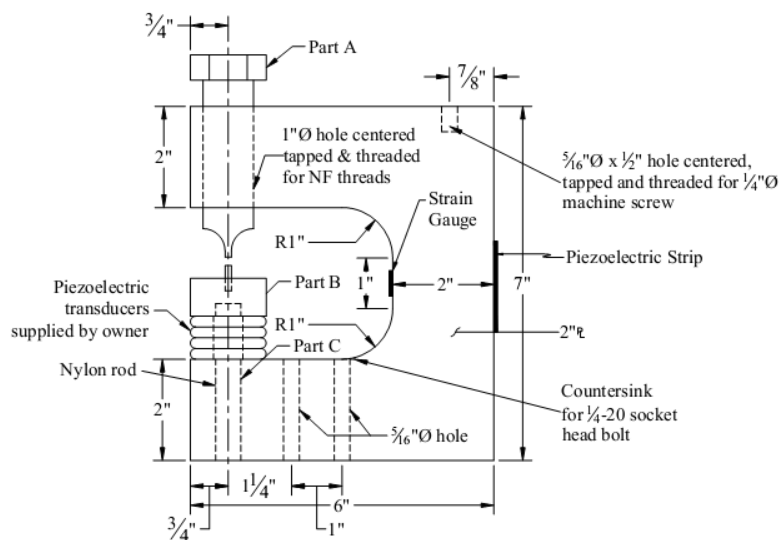 3/4"
Part A
7/8"
2"
1"Ø hole centered
tapped & threaded
for NF threads
5/16"Ø x 1/2" hole centered,
tapped and threaded for 1/4"Ø
machine screw
Strain
Gauge
R1"
Piezoelectric Strip
Piezoelectric
transducers
supplied by owner
Part B
1"
2"
7"
R1"
2"℄
Nylon rod
Part C
2"
Countersink
for 1/4-20 socket
head bolt
5/16"Ø hole
1 1/4"
6"
3/4"
1"